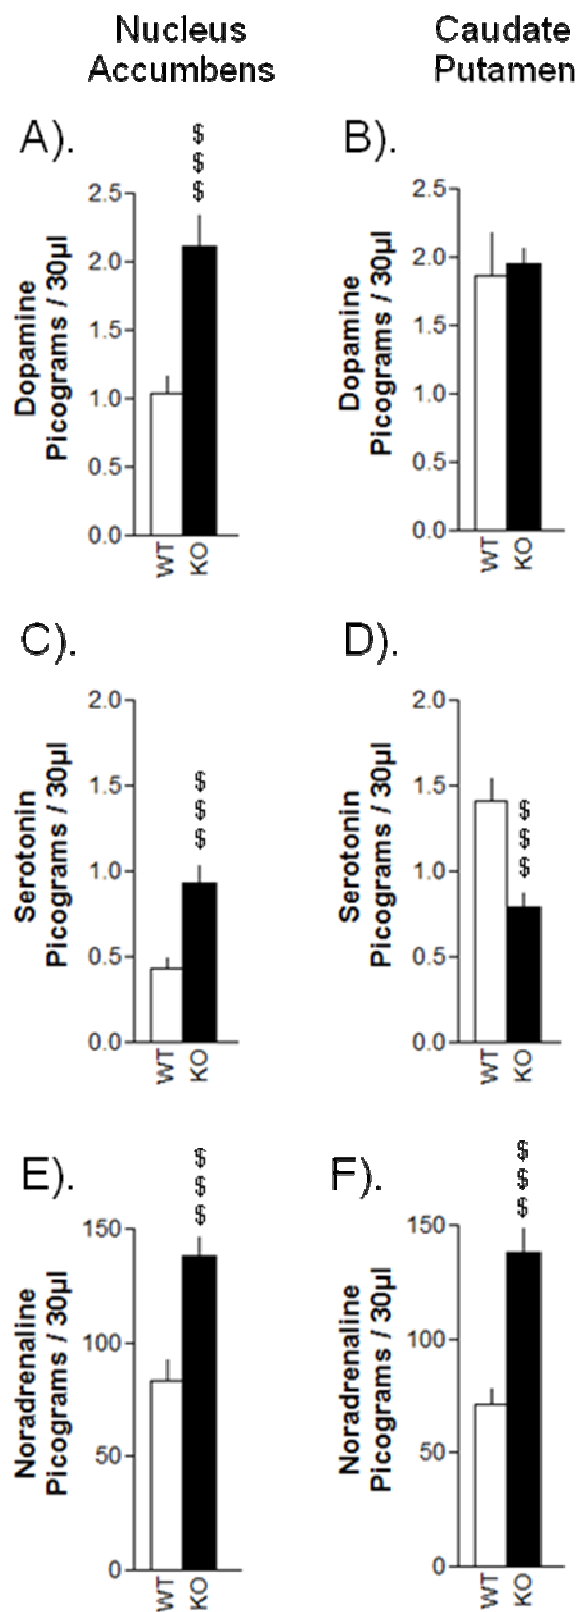 Nucleus
Accumbens
Caudate
Putamen
A).
$
$
$
2.5
2.0
1.5
1.0
0.5
0.0
Dopamine
Picograms / 30µl
WT
KO
B).
2.5
2.0
1.5
1.0
0.5
0.0
Dopamine
Picograms / 30µl
WT
KO
C).
$
$
$
2.0
1.5
1.0
0.5
0.0
Serotonin
Picograms / 30µl
WT
KO
D).
$
$
$
2.0
1.5
1.0
0.5
0.0
Serotonin
Picograms / 30µl
WT
KO
E).
$
$
$
150
100
50
0
Noradrenaline
Picograms / 30µl
WT
KO
F).
$
$
$
150
100
50
0
Noradrenaline
Picograms / 30µl
WT
KO